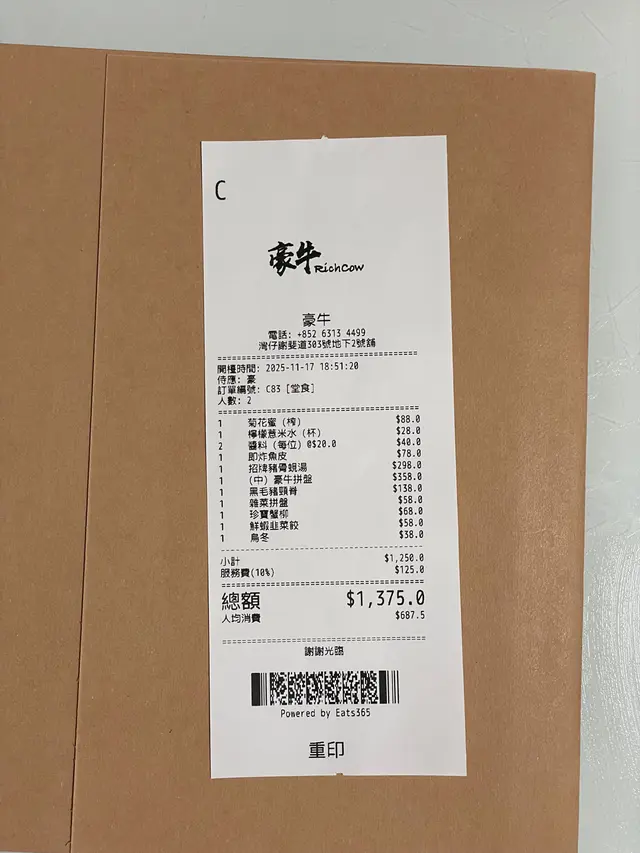 C
豪牛 RichCow
豪牛
電話: +852 6313 4499
灣仔謝斐道303號地下2號舖
開檯時間: 2025-11-17 18:51:20
侍應: 豪
訂單編號: C83 [堂食]
人數: 2
1 菊花蜜 (榨) $88.0
1 檸檬薏米水 (杯) $28.0
2 醬料 (每位) @$20.0 $40.0
1 即炸魚皮 $78.0
1 招牌豬骨蜆湯 $298.0
1 (中) 豪牛拼盤 $358.0
1 黑毛豬頸脊 $138.0
1 雜菜拼盤 $58.0
1 珍寶蟹柳 $68.0
1 鮮蝦韭菜餃 $58.0
1 烏冬 $38.0
小計 $1,250.0
服務費(10%) $125.0
總額 $1,375.0
人均消費 $687.5
謝謝光臨
Powered by Eats365
重印